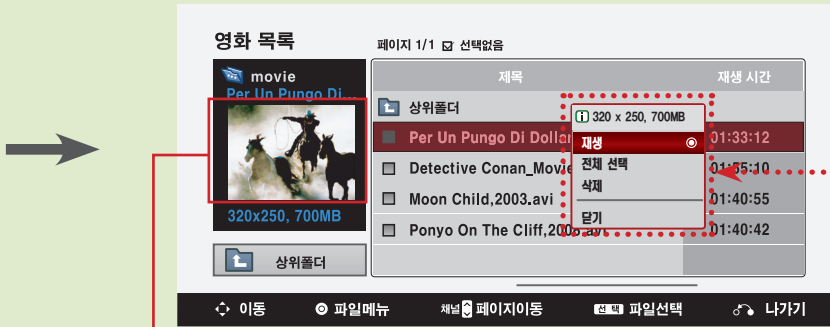 영화 목록
페이지 1/1 ☑ 선택없음
movie
Per Un Pungo Di...
320x250, 700MB
상위폴더
제목 재생 시간
상위폴더
Per Un Pungo Di Dollar 01:33:12
Detective Conan_Movie 01:55:10
Moon Child,2003.avi 01:40:55
Ponyo On The Cliff,2008.avi 01:40:42
320 x 250, 700MB
재생
전체 선택
삭제
닫기
이동 파일메뉴 채널 페이지이동 선택 파일선택 나가기